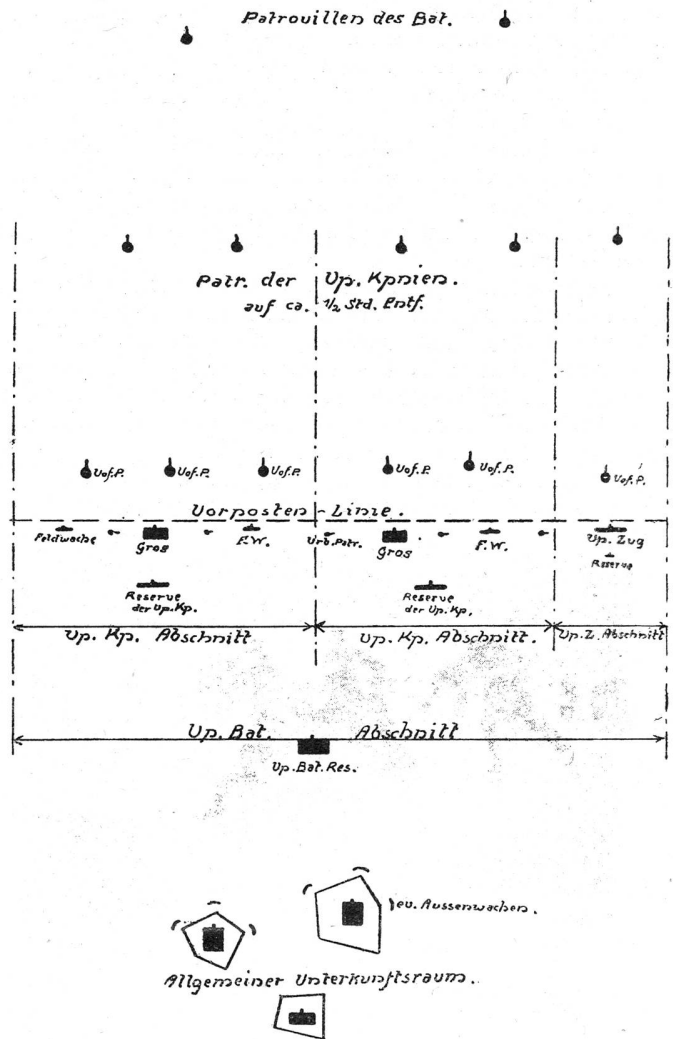 Patrouillen des Bat.
Patr. der Vp. Kpnien.
auf ca. 1/2 Std. Entf.
Uof.P. Uof.P. Uof.P. Uof.P. Uof.P. Uof.P.
Vorposten-Linie.
Feldwache Gros F.W. Vrb.Patr. Gros F.W. Vp. Zug
Reserve
Reserve der Vp. Kp.
Reserve der Vp. Kp.
Vp. Kp. Abschnitt Vp. Kp. Abschnitt. Vp. Z. Abschnitt
Vp. Bat. Abschnitt
Vp. Bat. Res.
ev. Aussenwachen.
Allgemeiner Unterkunftsraum.